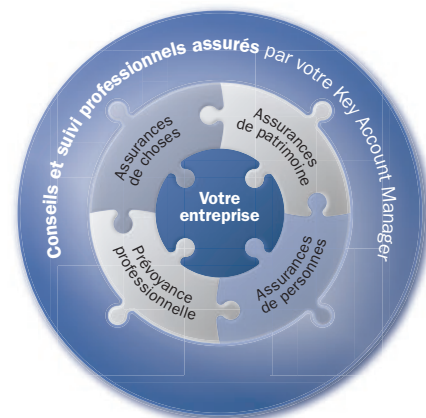 Conseils et suivi professionnels assurés par votre Key Account Manager
Assurances
de choses
Assurances
de patrimoine
Votre
entreprise
Prévoyance
professionnelle
Assurances
de personnes